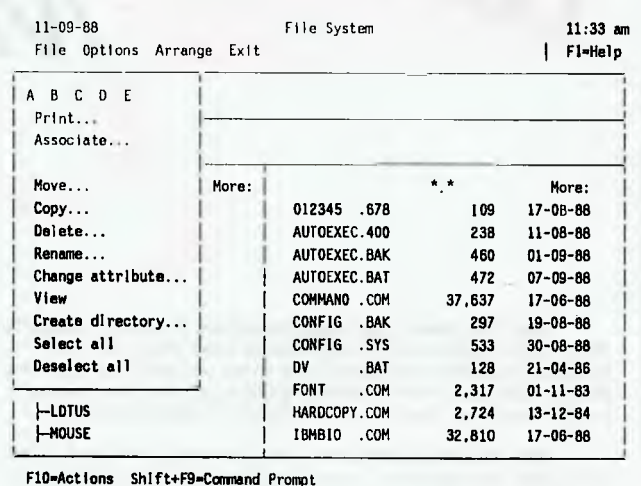 11-09-88 File System 11:33 am
File Options Arrange Exit | F1=Help
A B C D E
Print...
Associate...
Move... More: *.* More:
Copy... 012345 .678 109 17-08-88
Delete... AUTOEXEC.400 238 11-08-88
Rename... AUTOEXEC.BAK 460 01-09-88
Change attribute... AUTOEXEC.BAT 472 07-09-88
View COMMAND .COM 37,637 17-06-88
Create directory... CONFIG .BAK 297 19-08-88
Select all CONFIG .SYS 533 30-08-88
Deselect all DV .BAT 128 21-04-86
FONT .COM 2,317 01-11-83
├─LOTUS HARDCOPY.COM 2,724 13-12-84
├─MOUSE IBMBIO .COM 32,810 17-06-88
F10=Actions Shift+F9=Command Prompt